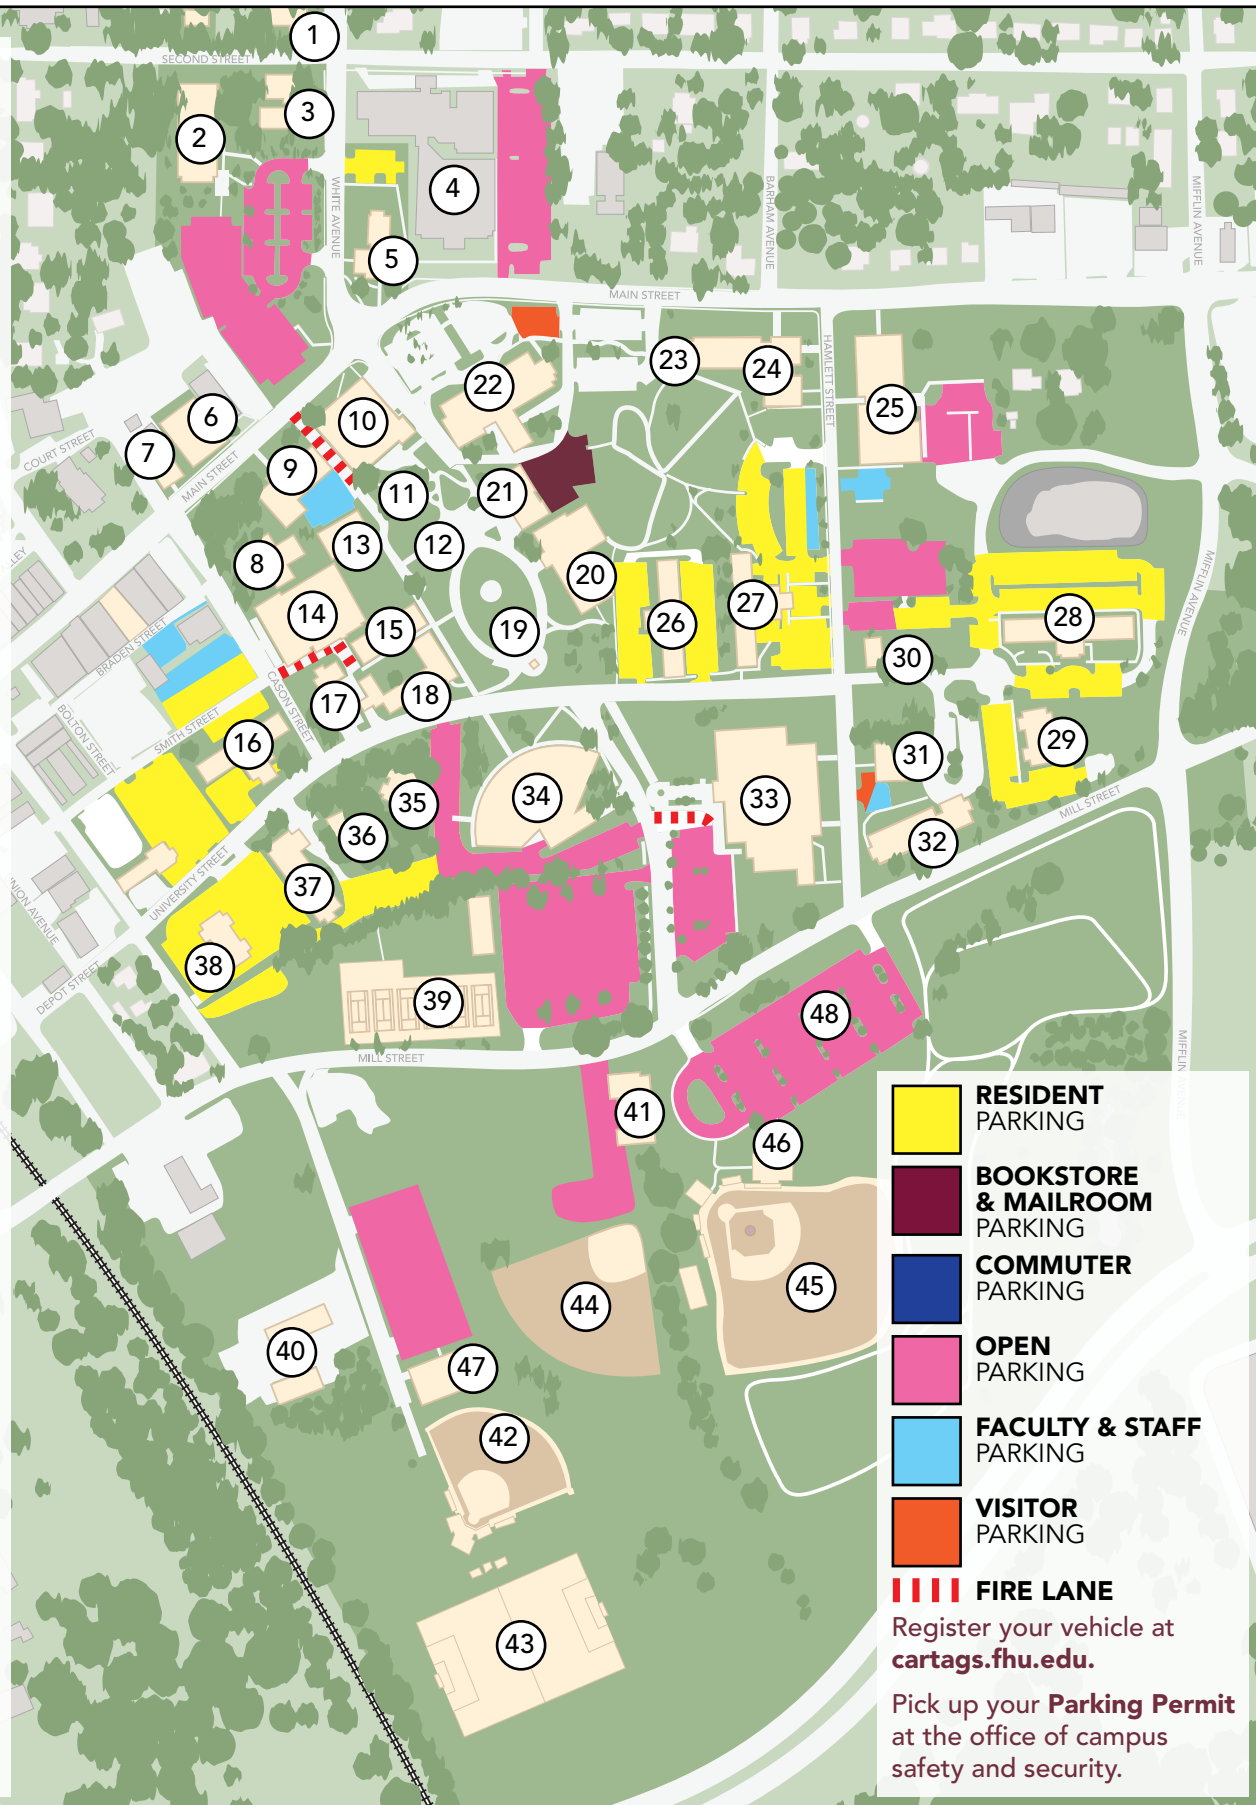 1
SECOND STREET
3
2
4
WHITE AVENUE
BARHAM AVENUE
MIFFLIN AVENUE
5
MAIN STREET
23
24
22
HAMLETT STREET
25
6
10
7
COURT STREET
MAIN STREET
9
11
21
13
12
8
20
14
15
19
26
27
28
MIFFLIN AVENUE
BRADEN STREET
30
17
18
CASON STREET
BOLTON STREET
SMITH STREET
16
29
31
35
34
33
36
MILL STREET
32
UNIVERSITY STREET
37
38
DEPOT STREET
39
48
MILL STREET
41
46
45
44
40
47
42
43
RESIDENT
PARKING
BOOKSTORE
& MAILROOM
PARKING
COMMUTER
PARKING
OPEN
PARKING
FACULTY & STAFF
PARKING
VISITOR
PARKING
FIRE LANE
Register your vehicle at
cartags.fhu.edu.
Pick up your Parking Permit
at the office of campus
safety and security.